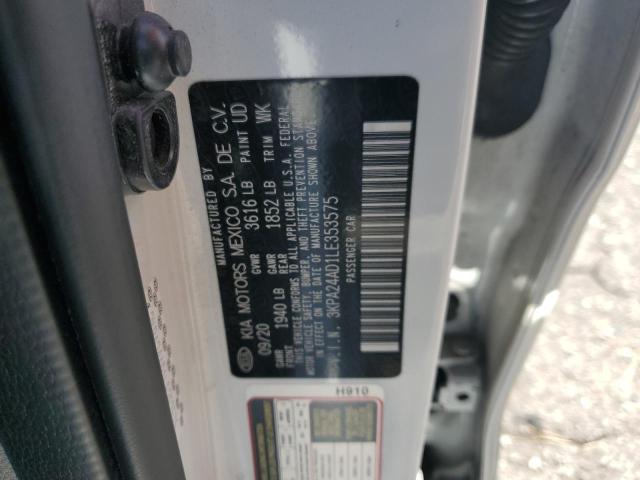 MANUFACTURED BY
KIA MOTORS MEXICO S.A. DE C.V.
09/20 GVWR 3616 LB PAINT UD
GAWR FRONT 1940 LB GAWR REAR 1852 LB TRIM WK
THIS VEHICLE CONFORMS TO ALL APPLICABLE U.S.A. FEDERAL
MOTOR VEHICLE SAFETY, BUMPER, AND THEFT PREVENTION STANDARDS
IN EFFECT ON THE DATE OF MANUFACTURE SHOWN ABOVE.
V.I.N. 3KPA24AD1LE353575
PASSENGER CAR
H910